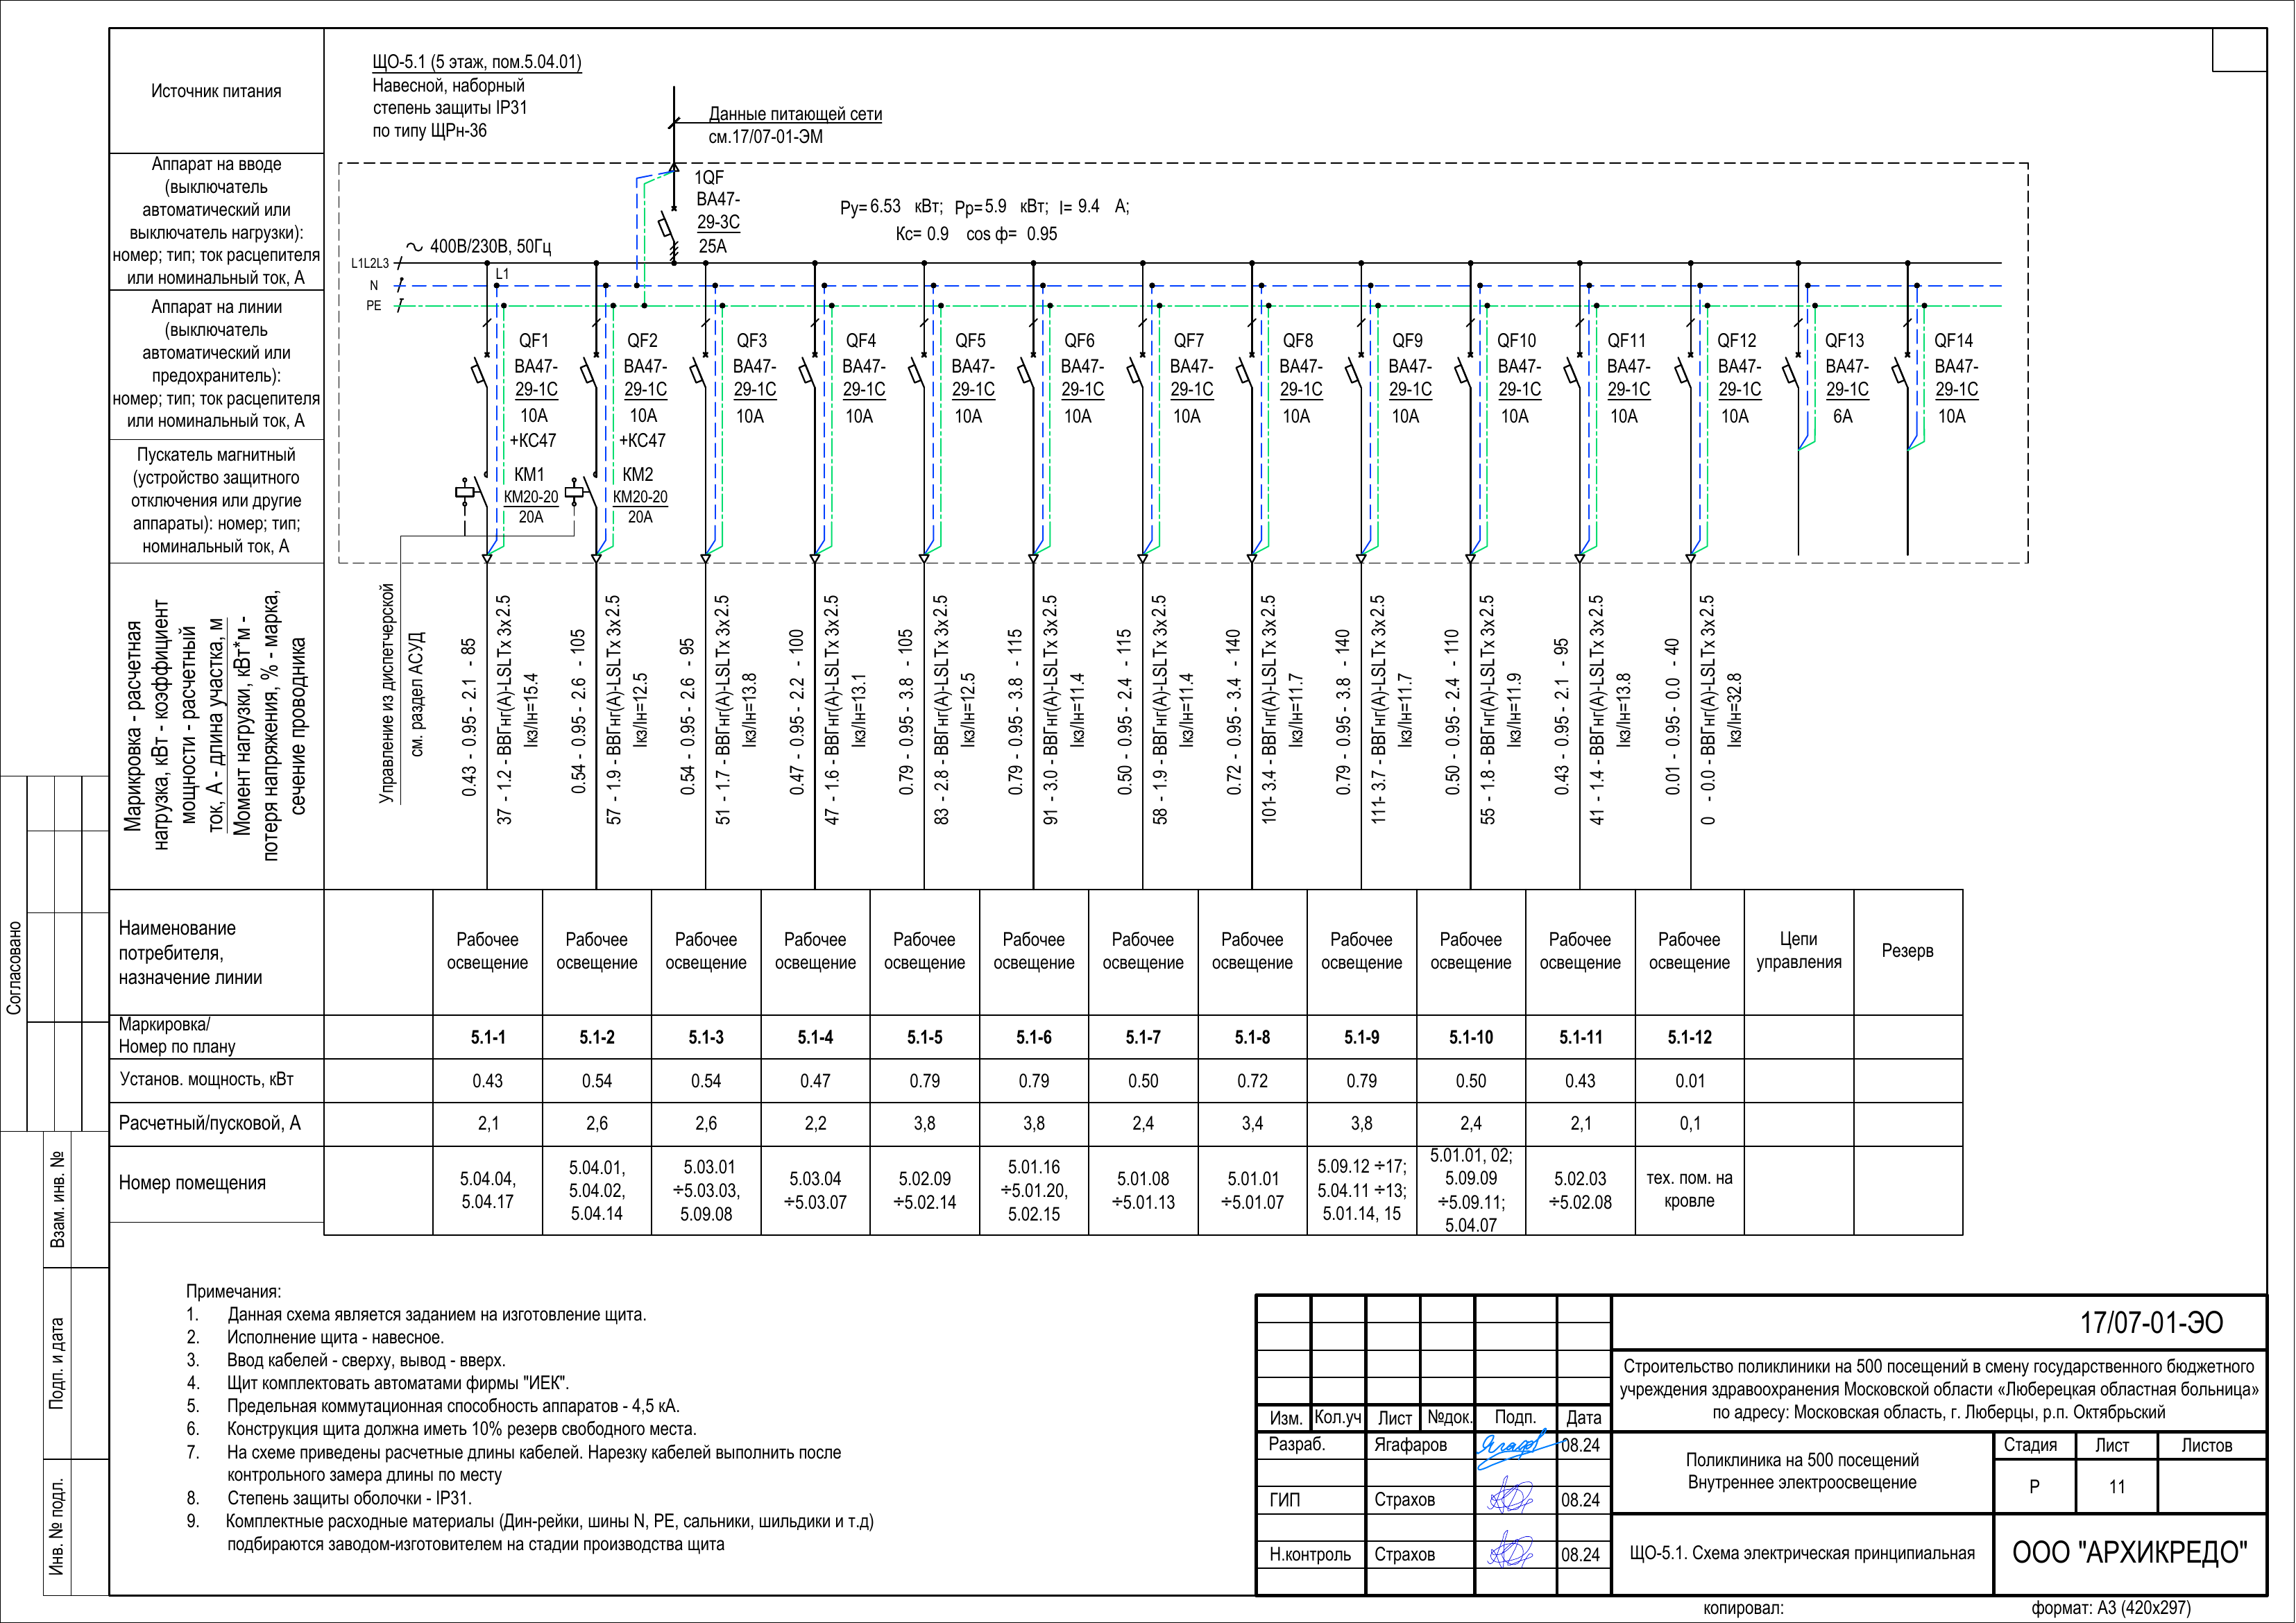 Источник питания
ЩО-5.1 (5 этаж, пом.5.04.01)
Навесной, наборный
степень защиты IP31
по типу ЩРн-36
Данные питающей сети
см.17/07-01-ЭМ
Аппарат на вводе
(выключатель
автоматический или
выключатель нагрузки):
номер; тип; ток расцепителя
или номинальный ток, А
1QF
ВА47-
29-3С
25А
Ру= 6.53 кВт; Рр= 5.9 кВт; I= 9.4 А;
Кс= 0.9 cos ф= 0.95
400В/230В, 50Гц
L1L2L3
L1
N
PE
Аппарат на линии
(выключатель
автоматический или
предохранитель):
номер; тип; ток расцепителя
или номинальный ток, А
QF1 QF2 QF3 QF4 QF5 QF6 QF7 QF8 QF9 QF10 QF11 QF12 QF13 QF14
ВА47- ВА47- ВА47- ВА47- ВА47- ВА47- ВА47- ВА47- ВА47- ВА47- ВА47- ВА47- ВА47- ВА47-
29-1С 29-1С 29-1С 29-1С 29-1С 29-1С 29-1С 29-1С 29-1С 29-1С 29-1С 29-1С 29-1С 29-1С
10А 10А 10А 10А 10А 10А 10А 10А 10А 10А 10А 10А 6А 10А
+КС47 +КС47
Пускатель магнитный
(устройство защитного
отключения или другие
аппараты): номер; тип;
номинальный ток, А
КМ1 КМ2
КМ20-20 КМ20-20
20А 20А
Марикровка - расчетная
нагрузка, кВт - коэффициент
мощности - расчетный
ток, А - длина участка, м
Момент нагрузки, кВт*м -
потеря напряжения, % - марка,
сечение проводника
Управление из диспетчерской
см. раздел АСУД
0.43 - 0.95 - 2.1 - 85
37 - 1.2 - ВВГнг(А)-LSLTx 3x2.5
Iкз/Iн=15.4
0.54 - 0.95 - 2.6 - 105
57 - 1.9 - ВВГнг(А)-LSLTx 3x2.5
Iкз/Iн=12.5
0.54 - 0.95 - 2.6 - 95
51 - 1.7 - ВВГнг(А)-LSLTx 3x2.5
Iкз/Iн=13.8
0.47 - 0.95 - 2.2 - 100
47 - 1.6 - ВВГнг(А)-LSLTx 3x2.5
Iкз/Iн=13.1
0.79 - 0.95 - 3.8 - 105
83 - 2.8 - ВВГнг(А)-LSLTx 3x2.5
Iкз/Iн=12.5
0.79 - 0.95 - 3.8 - 115
91 - 3.0 - ВВГнг(А)-LSLTx 3x2.5
Iкз/Iн=11.4
0.50 - 0.95 - 2.4 - 115
58 - 1.9 - ВВГнг(А)-LSLTx 3x2.5
Iкз/Iн=11.4
0.72 - 0.95 - 3.4 - 140
101- 3.4 - ВВГнг(А)-LSLTx 3x2.5
Iкз/Iн=11.7
0.79 - 0.95 - 3.8 - 140
111- 3.7 - ВВГнг(А)-LSLTx 3x2.5
Iкз/Iн=11.7
0.50 - 0.95 - 2.4 - 110
55 - 1.8 - ВВГнг(А)-LSLTx 3x2.5
Iкз/Iн=11.9
0.43 - 0.95 - 2.1 - 95
41 - 1.4 - ВВГнг(А)-LSLTx 3x2.5
Iкз/Iн=13.8
0.01 - 0.95 - 0.0 - 40
0 - 0.0 - ВВГнг(А)-LSLTx 3x2.5
Iкз/Iн=32.8
Наименование
потребителя,
назначение линии
Рабочее Рабочее Рабочее Рабочее Рабочее Рабочее Рабочее Рабочее Рабочее Рабочее Рабочее Рабочее Цепи Резерв
освещение освещение освещение освещение освещение освещение освещение освещение освещение освещение освещение освещение управления
Маркировка/
Номер по плану
5.1-1 5.1-2 5.1-3 5.1-4 5.1-5 5.1-6 5.1-7 5.1-8 5.1-9 5.1-10 5.1-11 5.1-12
Установ. мощность, кВт 0.43 0.54 0.54 0.47 0.79 0.79 0.50 0.72 0.79 0.50 0.43 0.01
Расчетный/пусковой, А 2,1 2,6 2,6 2,2 3,8 3,8 2,4 3,4 3,8 2,4 2,1 0,1
Номер помещения
5.04.04,
5.04.17
5.04.01,
5.04.02,
5.04.14
5.03.01
÷5.03.03,
5.09.08
5.03.04
÷5.03.07
5.02.09
÷5.02.14
5.01.16
÷5.01.20,
5.02.15
5.01.08
÷5.01.13
5.01.01
÷5.01.07
5.09.12 ÷17;
5.04.11 ÷13;
5.01.14, 15
5.01.01, 02;
5.09.09
÷5.09.11;
5.04.07
5.02.03
÷5.02.08
тех. пом. на
кровле
Согласовано
Взам. инв. №
Подп. и дата
Инв. № подл.
Примечания:
1. Данная схема является заданием на изготовление щита.
2. Исполнение щита - навесное.
3. Ввод кабелей - сверху, вывод - вверх.
4. Щит комплектовать автоматами фирмы "ИЕК".
5. Предельная коммутационная способность аппаратов - 4,5 кА.
6. Конструкция щита должна иметь 10% резерв свободного места.
7. На схеме приведены расчетные длины кабелей. Нарезку кабелей выполнить после
контрольного замера длины по месту
8. Степень защиты оболочки - IP31.
9. Комплектные расходные материалы (Дин-рейки, шины N, PE, сальники, шильдики и т.д)
подбираются заводом-изготовителем на стадии производства щита
17/07-01-ЭО
Строительство поликлиники на 500 посещений в смену государственного бюджетного
учреждения здравоохранения Московской области «Люберецкая областная больница»
по адресу: Московская область, г. Люберцы, р.п. Октябрьский
Изм. Кол.уч Лист №док. Подп. Дата
Разраб. Ягафаров Ягафаров 08.24
ГИП Страхов 08.24
Н.контроль Страхов 08.24
Поликлиника на 500 посещений
Внутреннее электроосвещение
Стадия Лист Листов
Р 11
ЩО-5.1. Схема электрическая принципиальная
ООО "АРХИКРЕДО"
копировал: формат: А3 (420x297)